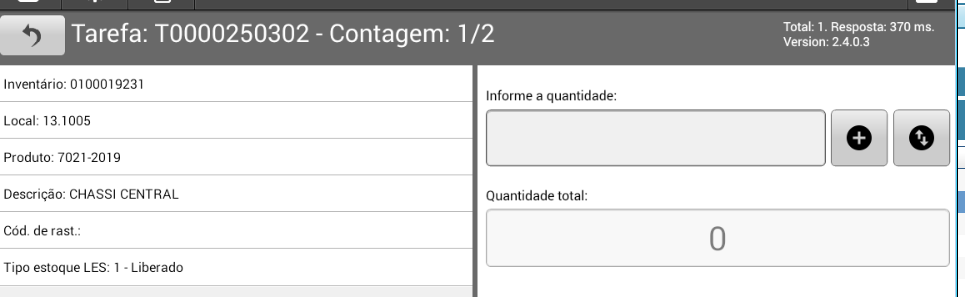 Tarefa: T0000250302 - Contagem: 1/2
Total: 1. Resposta: 370 ms.
Version: 2.4.0.3
Inventário: 0100019231
Local: 13.1005
Produto: 7021-2019
Descrição: CHASSI CENTRAL
Cód. de rast.:
Tipo estoque LES: 1 - Liberado
Informe a quantidade:
Quantidade total:
0